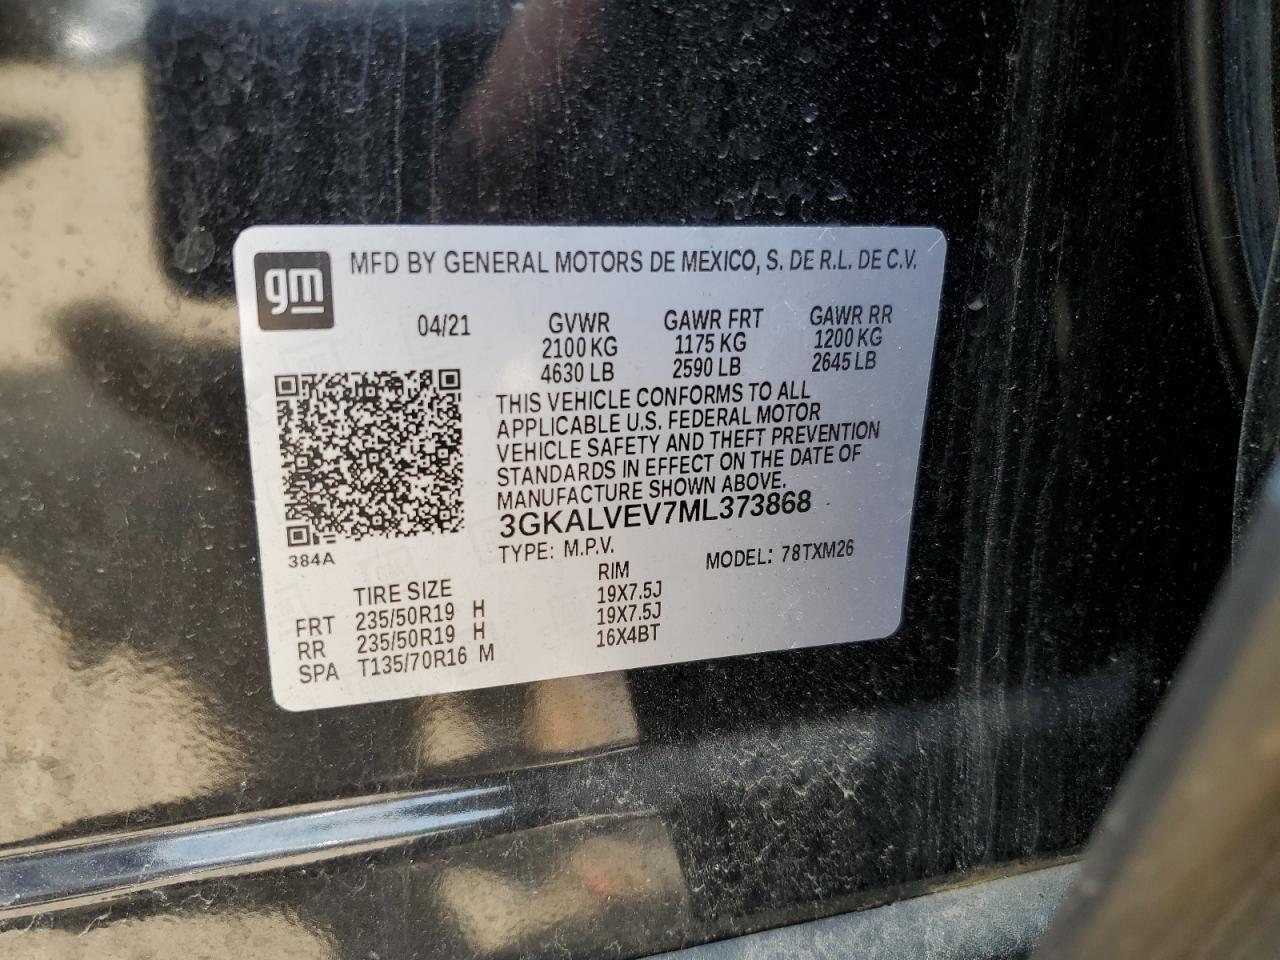 gm
MFD BY GENERAL MOTORS DE MEXICO, S. DE R.L. DE C.V.
04/21 GVWR GAWR FRT GAWR RR
2100 KG 1175 KG 1200 KG
4630 LB 2590 LB 2645 LB
THIS VEHICLE CONFORMS TO ALL
APPLICABLE U.S. FEDERAL MOTOR
VEHICLE SAFETY AND THEFT PREVENTION
STANDARDS IN EFFECT ON THE DATE OF
MANUFACTURE SHOWN ABOVE.
3GKALVEV7ML373868
384A
TYPE: M.P.V. MODEL: 78TXM26
TIRE SIZE RIM
FRT 235/50R19 H 19X7.5J
RR 235/50R19 H 19X7.5J
SPA T135/70R16 M 16X4BT